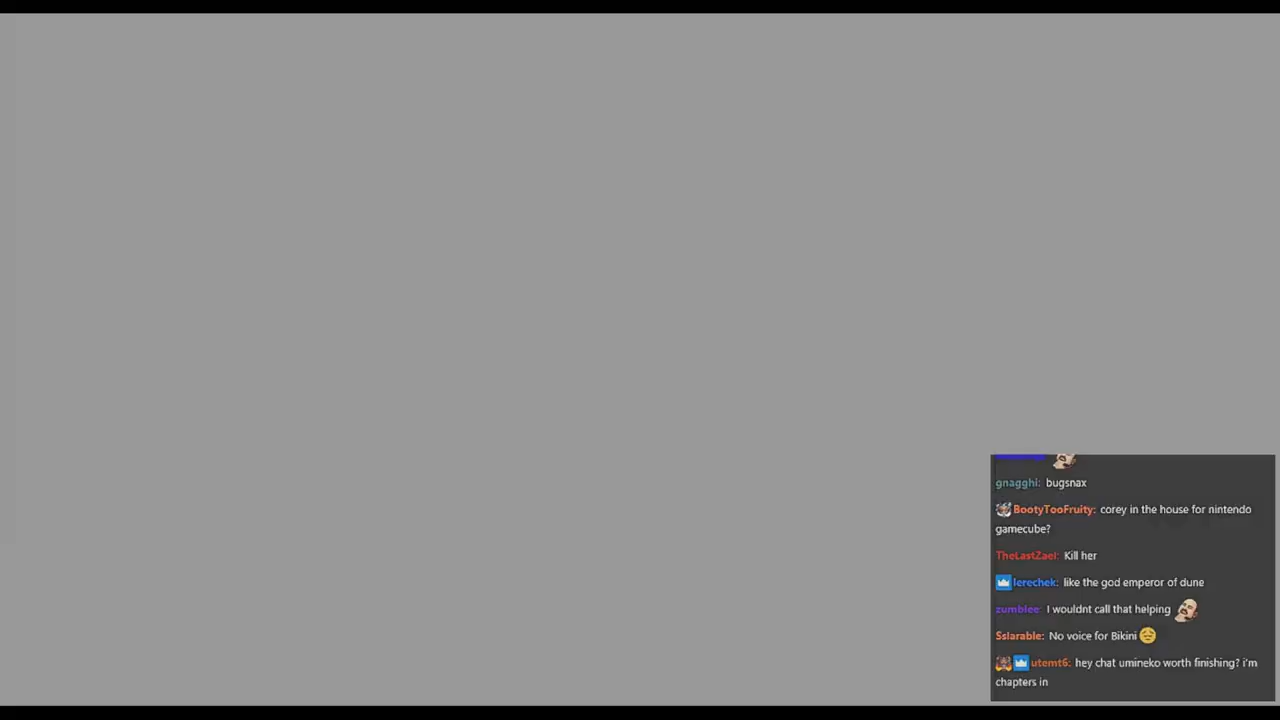 gnagghi: bugsnax
BootyTooFruity: corey in the house for nintendo
gamecube?
TheLastZael: Kill her
lerechek: like the god emperor of dune
zumblee: I wouldnt call that helping
Sslarable: No voice for Bikini
utemt6: hey chat umineko worth finishing? i'm
chapters in